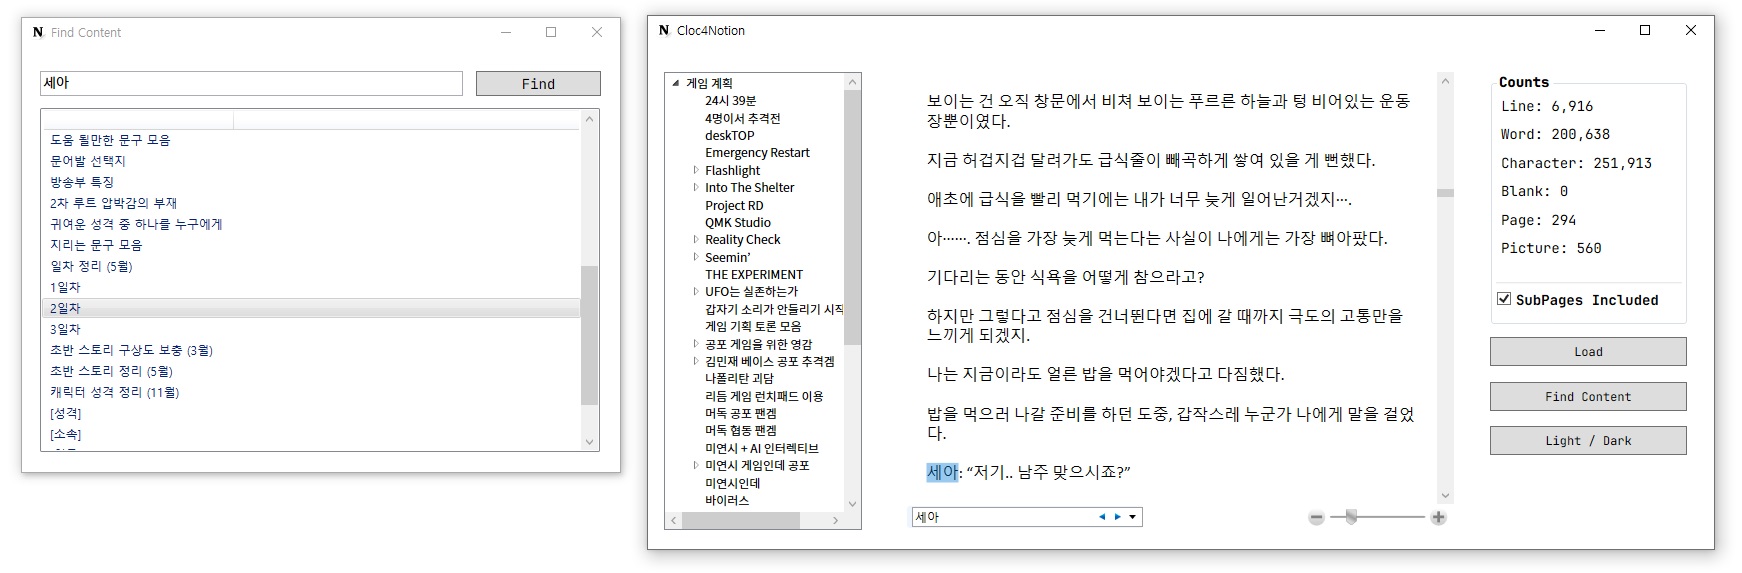 N Find Content
세아
Find
도움 될만한 문구 모음
문어발 선택지
방송부 특징
2차 루트 압박감의 부재
귀여운 성격 중 하나를 누구에게
지리는 문구 모음
일차 정리 (5월)
1일차
2일차
3일차
초반 스토리 구상도 보충 (3월)
초반 스토리 정리 (5월)
캐릭터 성격 정리 (11월)
[성격]
[소속]
N Cloc4Notion
게임 계획
24시 39분
4명이서 추격전
deskTOP
Emergency Restart
Flashlight
Into The Shelter
Project RD
QMK Studio
Reality Check
Seemin’
THE EXPERIMENT
UFO는 실존하는가
갑자기 소리가 안들리기 시작
게임 기획 토론 모음
공포 게임을 위한 영감
김민재 베이스 공포 추격겜
나폴리탄 괴담
리듬 게임 런치패드 이용
머독 공포 팬겜
머독 협동 팬겜
미연시 + AI 인터렉티브
미연시 게임인데 공포
미연시인데
바이러스
보이는 건 오직 창문에서 비쳐 보이는 푸르른 하늘과 텅 비어있는 운동
장뿐이였다.
지금 허겁지겁 달려가도 급식줄이 빼곡하게 쌓여 있을 게 뻔했다.
애초에 급식을 빨리 먹기에는 내가 너무 늦게 일어난거겠지….
아……. 점심을 가장 늦게 먹는다는 사실이 나에게는 가장 뼈아팠다.
기다리는 동안 식욕을 어떻게 참으라고?
하지만 그렇다고 점심을 건너뛴다면 집에 갈 때까지 극도의 고통만을
느끼게 되겠지.
나는 지금이라도 얼른 밥을 먹어야겠다고 다짐했다.
밥을 먹으러 나갈 준비를 하던 도중, 갑작스레 누군가 나에게 말을 걸었
다.
세아: “저기.. 남주 맞으시죠?”
세아
Counts
Line: 6,916
Word: 200,638
Character: 251,913
Blank: 0
Page: 294
Picture: 560
SubPages Included
Load
Find Content
Light / Dark